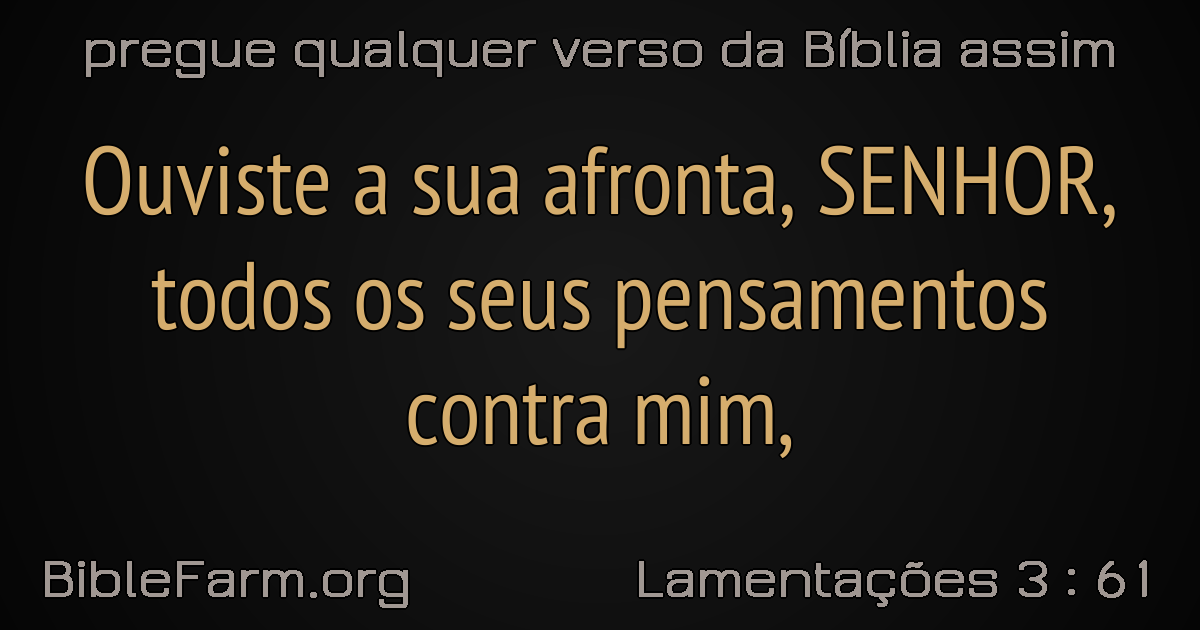 pregue qualquer verso da Bíblia assim
Ouviste a sua afronta, SENHOR,
todos os seus pensamentos
contra mim,
BibleFarm.org
Lamentações 3 : 61